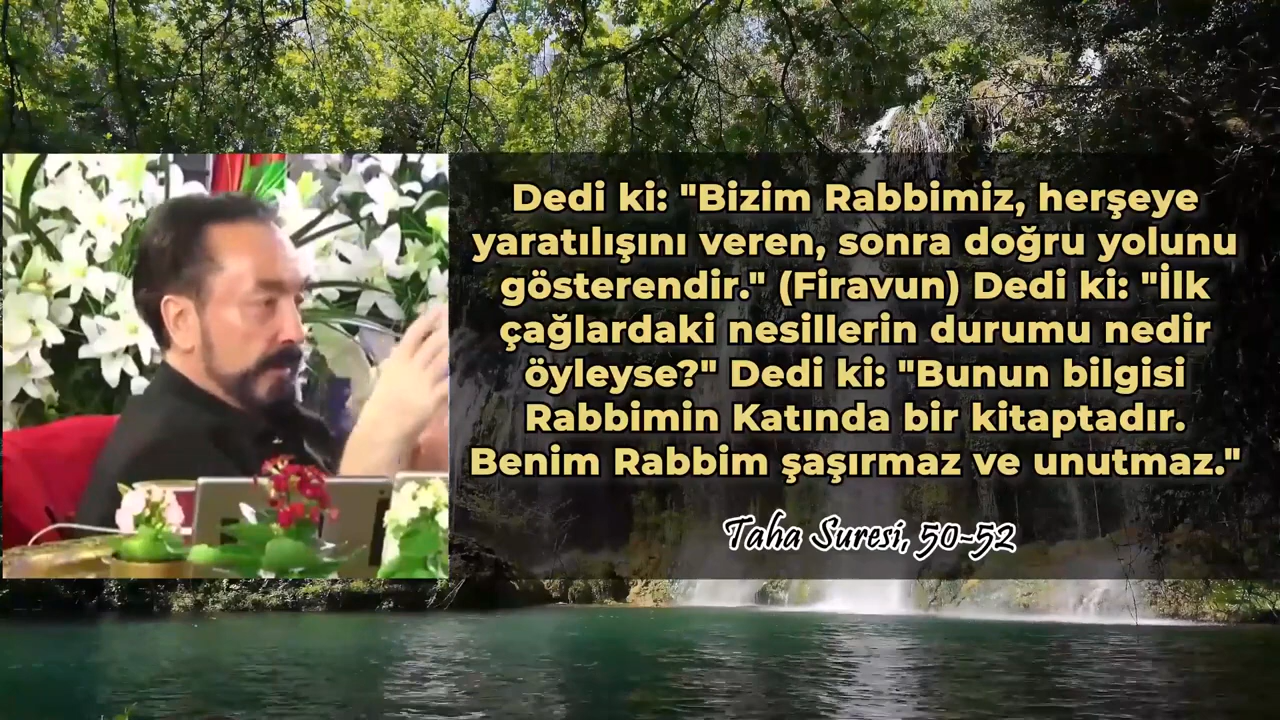 Dedi ki: "Bizim Rabbimiz, herşeye
yaratılışını veren, sonra doğru yolunu
gösterendir." (Firavun) Dedi ki: "İlk
çağlardaki nesillerin durumu nedir
öyleyse?" Dedi ki: "Bunun bilgisi
Rabbimin Katında bir kitaptadır.
Benim Rabbim şaşırmaz ve unutmaz."
Taha Suresi, 50-52